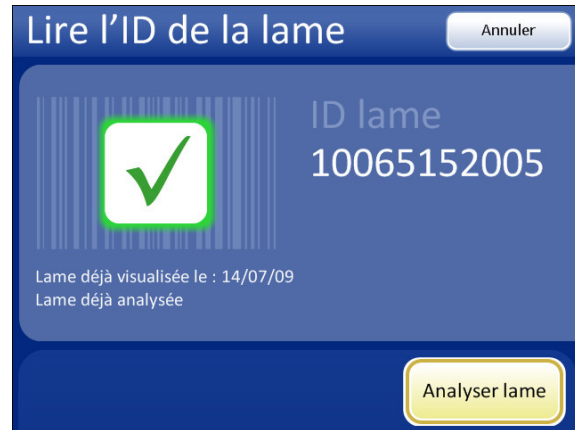 Lire l’ID de la lame
Annuler
ID lame
10065152005
Lame déjà visualisée le : 14/07/09
Lame déjà analysée
Analyser lame